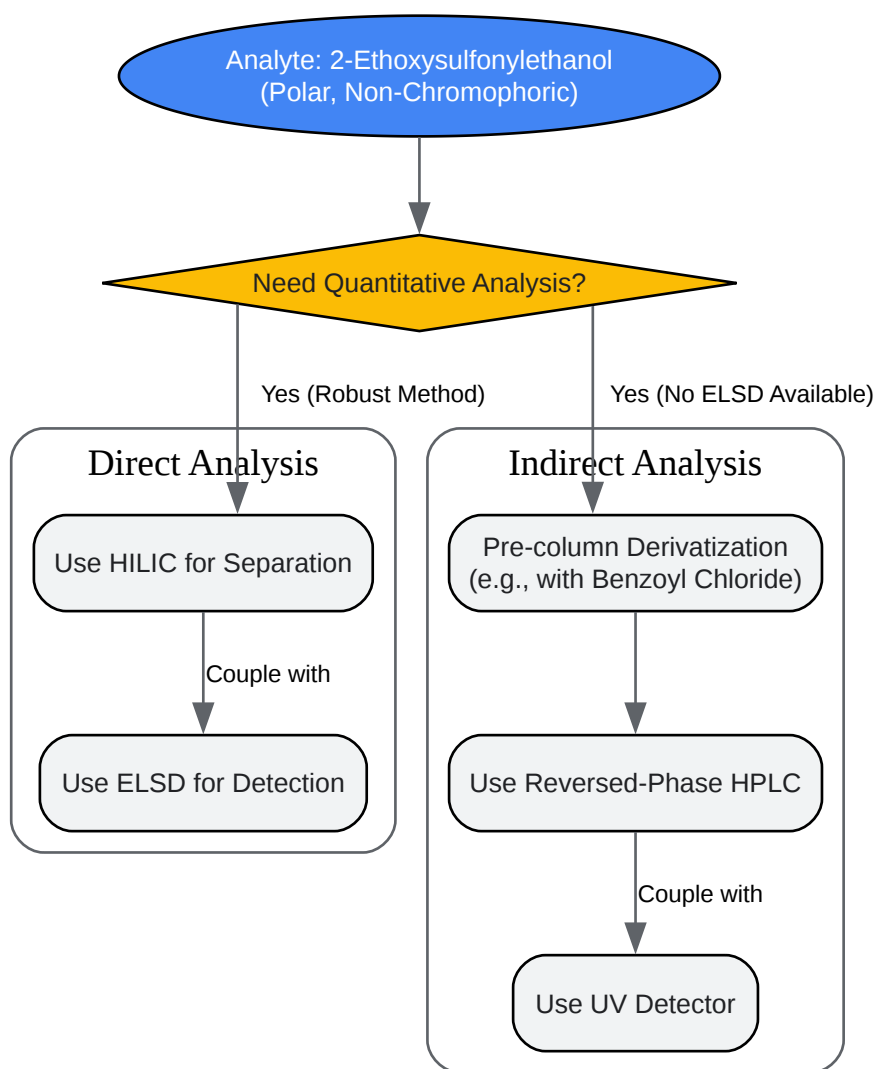 Analyte: 2-Ethoxysulfonylethanol
(Polar, Non-Chromophoric)
Need Quantitative Analysis?
Yes (Robust Method)
Yes (No ELSD Available)
Direct Analysis
Use HILIC for Separation
Couple with
Use ELSD for Detection
Indirect Analysis
Pre-column Derivatization
(e.g., with Benzoyl Chloride)
Use Reversed-Phase HPLC
Couple with
Use UV Detector